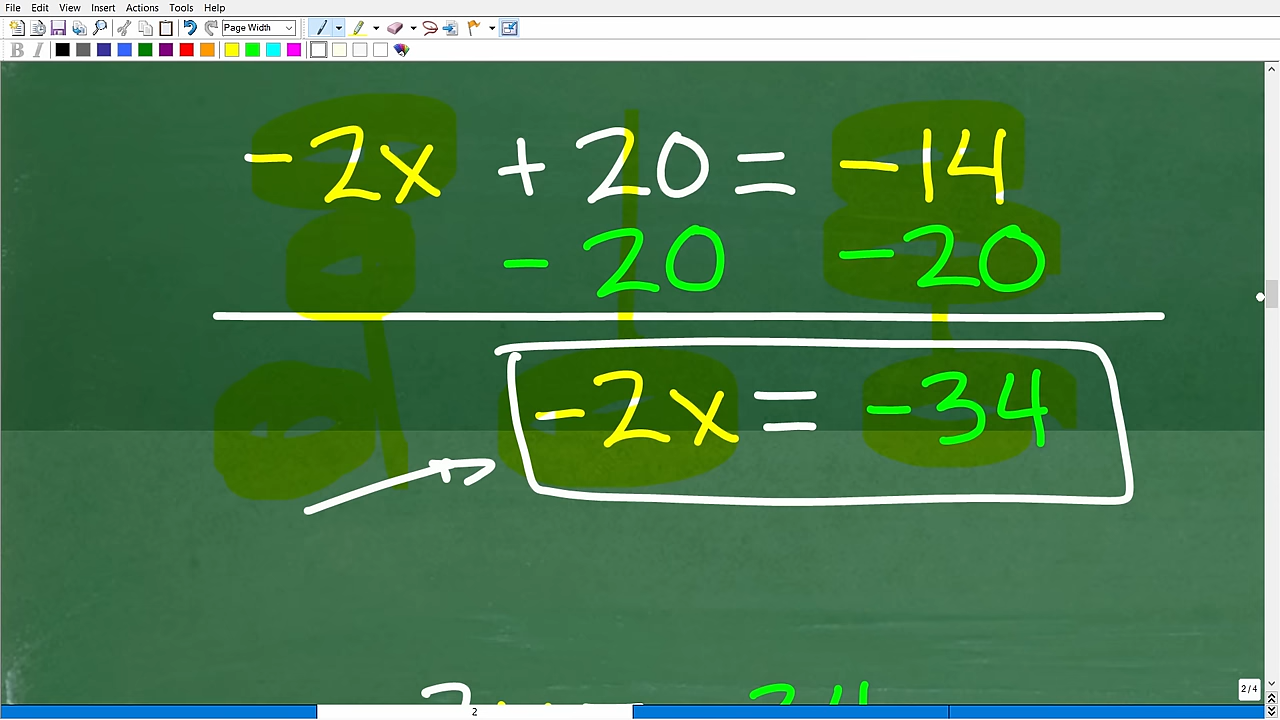 File Edit View Insert Actions Tools Help
Page Width
B I
-2x + 20 = -14
- 20 -20
-2x = -34
2 / 4
2